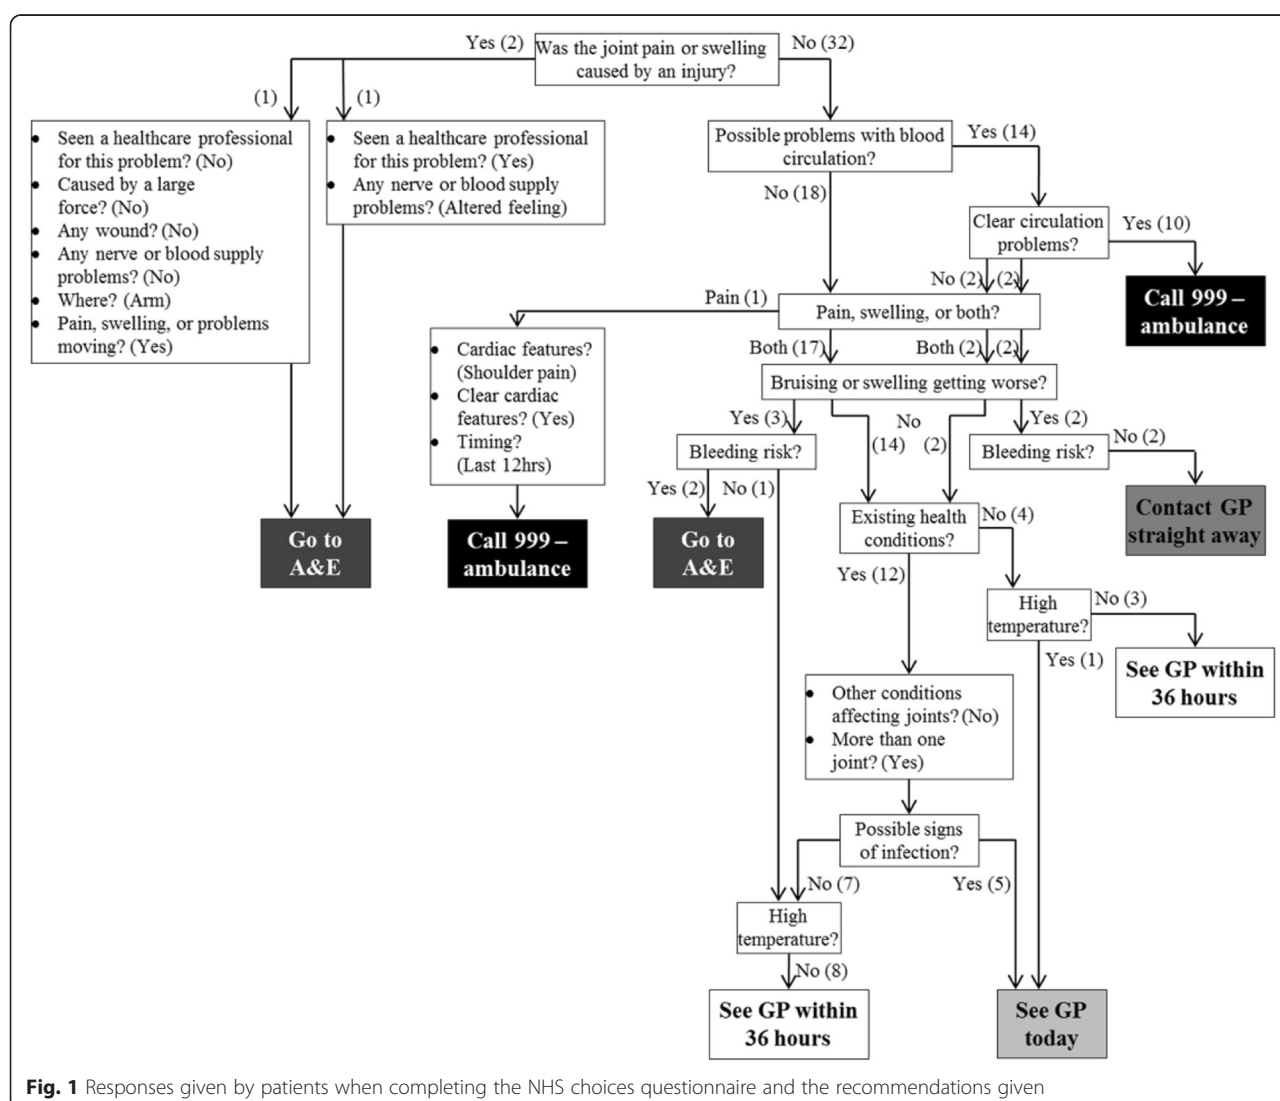 Yes (2)
Was the joint pain or swelling
caused by an injury?
No (32)
(1)
(1)
• Seen a healthcare professional
for this problem? (No)
• Caused by a large
force? (No)
• Any wound? (No)
• Any nerve or blood supply
problems? (No)
• Where? (Arm)
• Pain, swelling, or problems
moving? (Yes)
• Seen a healthcare professional
for this problem? (Yes)
• Any nerve or blood supply
problems? (Altered feeling)
Possible problems with blood
circulation?
Yes (14)
No (18)
Clear circulation
problems?
Yes (10)
No (2)
(2)
Call 999 –
ambulance
Pain (1)
Pain, swelling, or both?
• Cardiac features?
(Shoulder pain)
• Clear cardiac
features? (Yes)
• Timing?
(Last 12hrs)
Both (17)
Both (2)
(2)
Bruising or swelling getting worse?
Yes (3)
No
(14)
(2)
Yes (2)
Bleeding risk?
Bleeding risk?
No (2)
Yes (2)
No (1)
Contact GP
straight away
Go to
A&E
Call 999 –
ambulance
Go to
A&E
Existing health
conditions?
No (4)
Yes (12)
High
temperature?
No (3)
Yes (1)
See GP within
36 hours
• Other conditions
affecting joints? (No)
• More than one
joint? (Yes)
Possible signs
of infection?
No (7)
Yes (5)
High
temperature?
No (8)
See GP within
36 hours
See GP
today
Fig. 1 Responses given by patients when completing the NHS choices questionnaire and the recommendations given